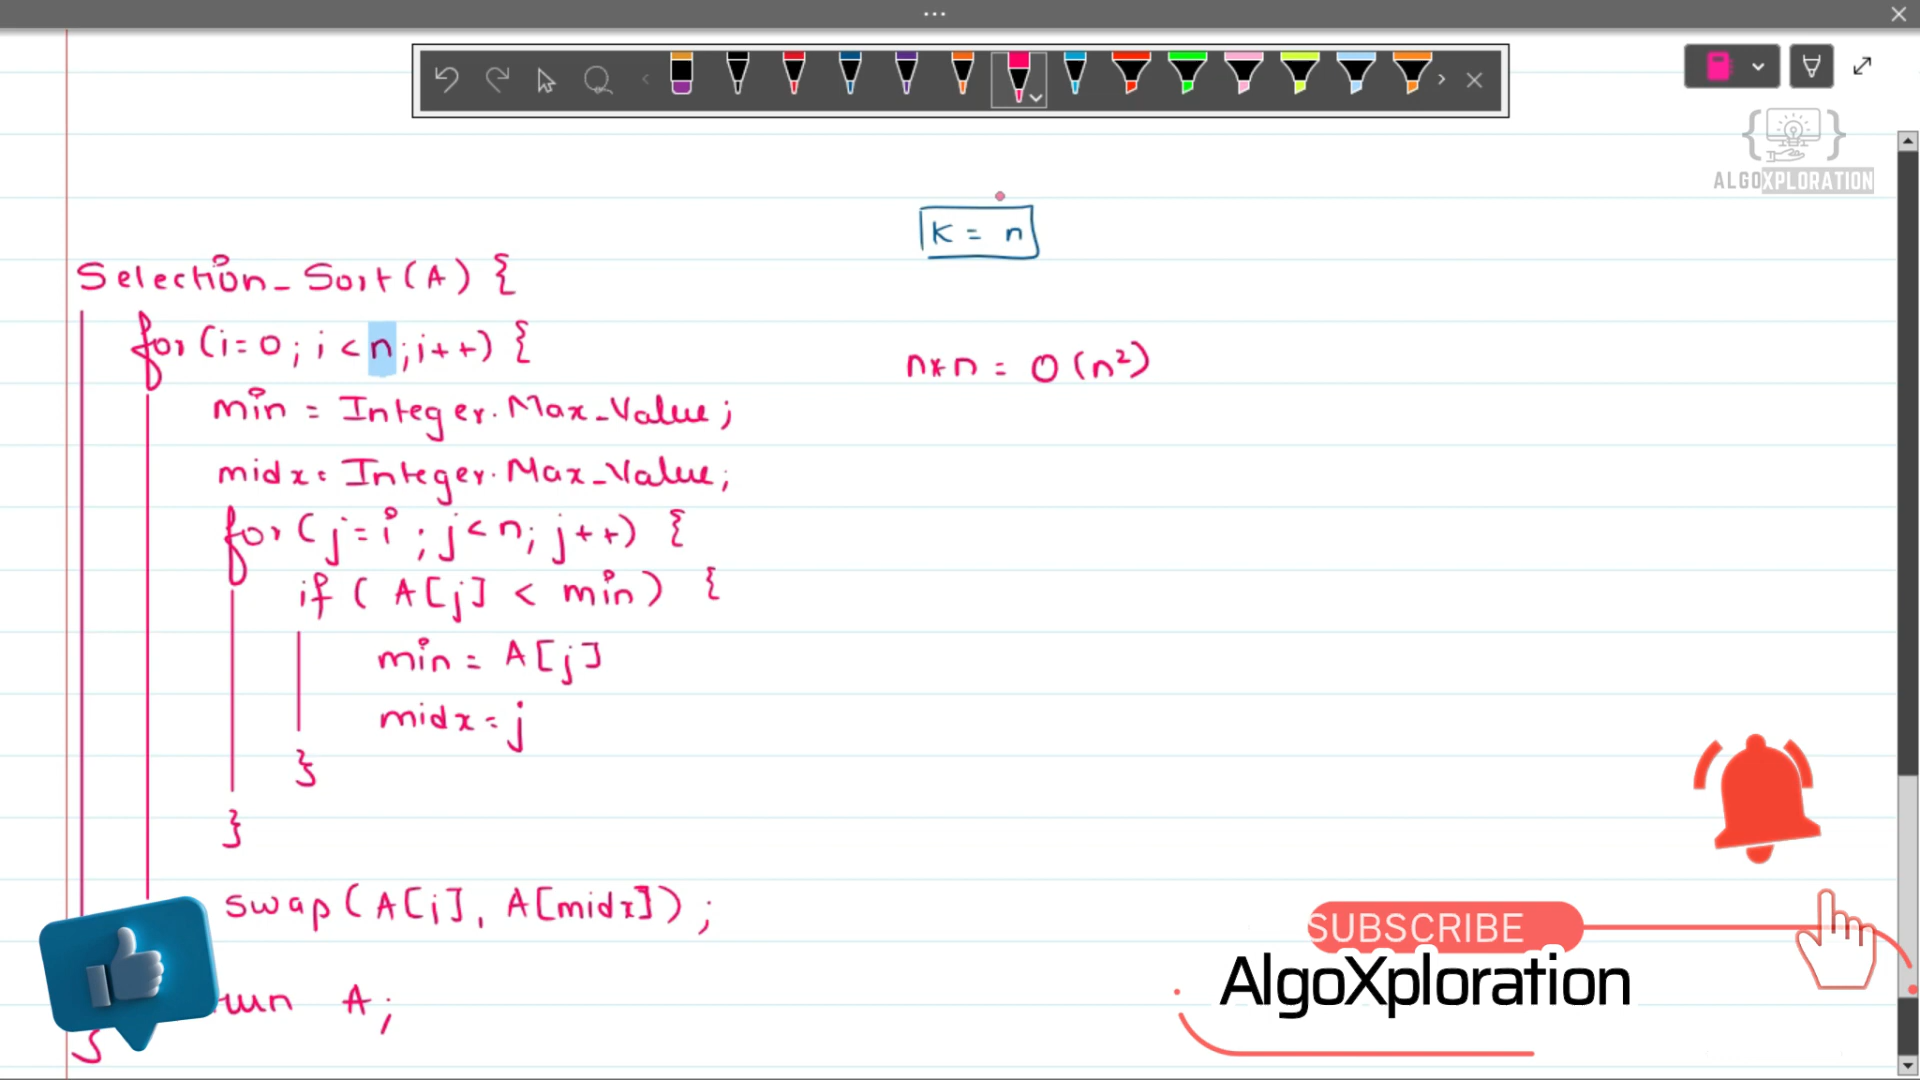 ALGOXPLORATION
K = n
Selection_Sort(A) {
for(i=0; i<n; i++) {
n*n = O(n²)
min = Integer.Max_Value;
midx = Integer.Max_Value;
for(j=i; j<n; j++) {
if (A[j] < min) {
min = A[j]
midx = j
}
}
swap(A[i], A[midx]);
SUBSCRIBE
AlgoXploration
A;
}